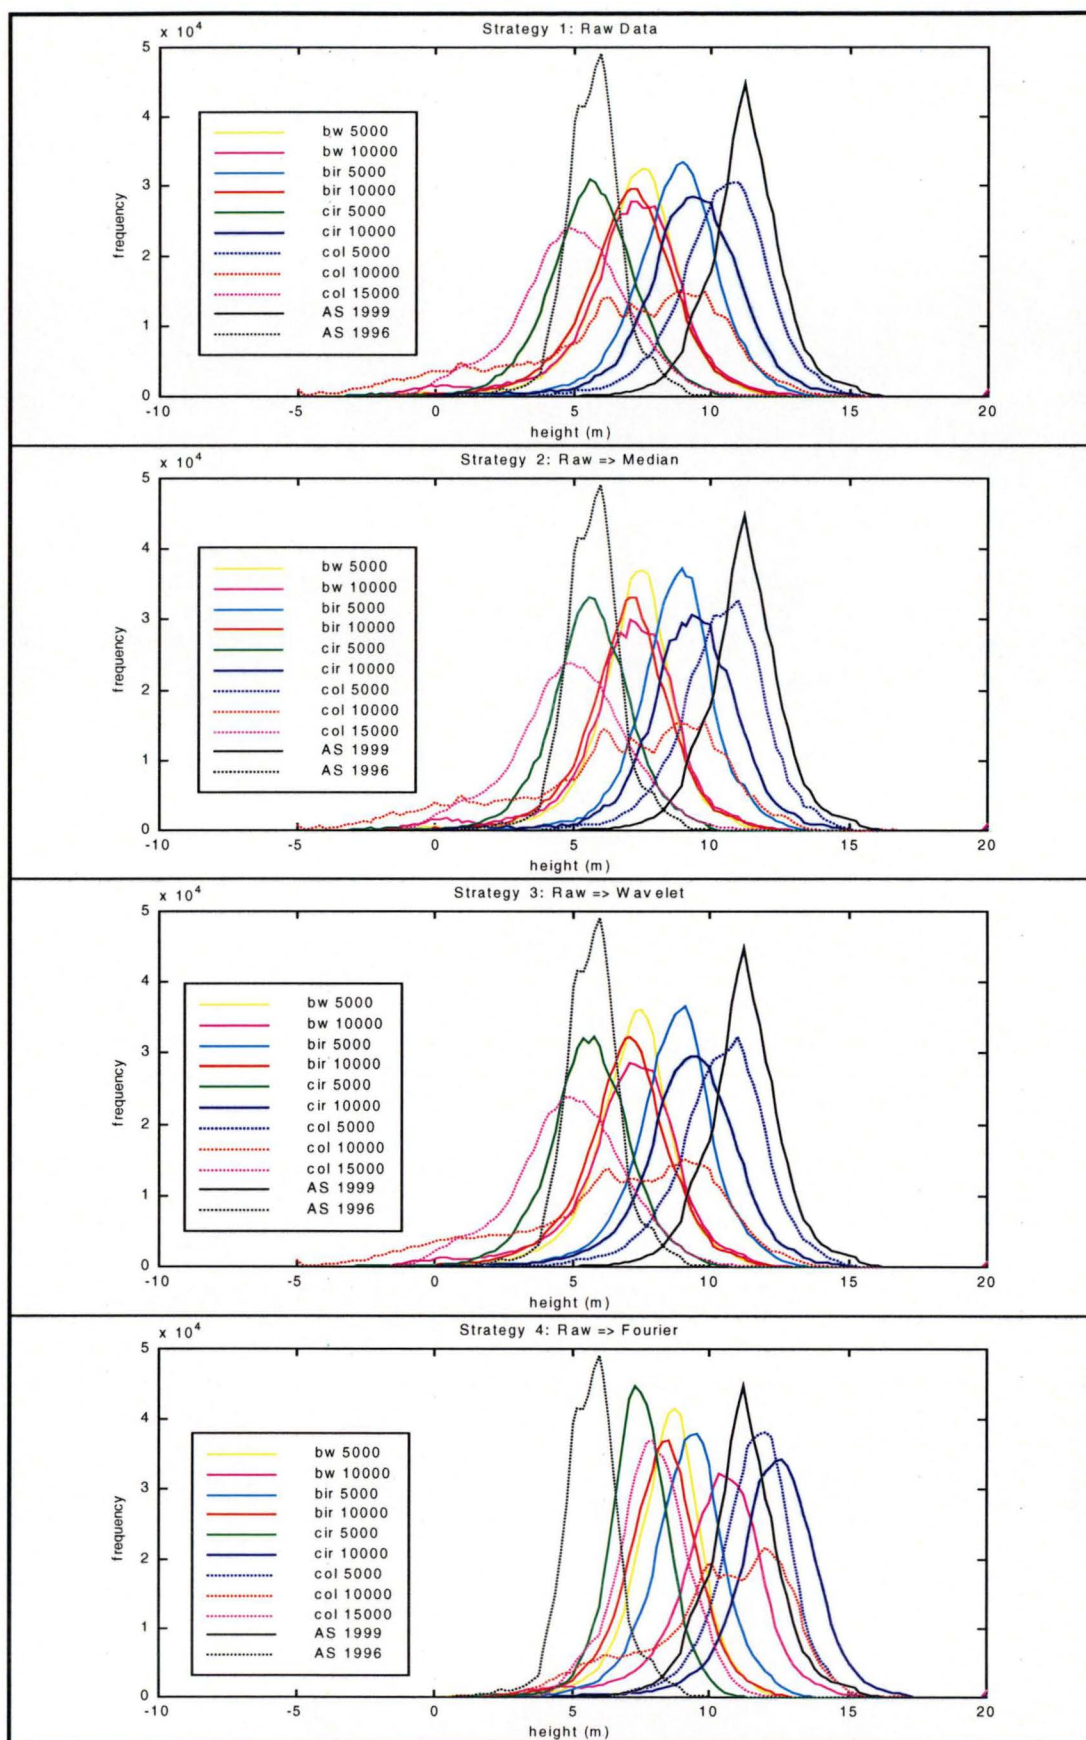 x 10^4
Strategy 1: Raw Data
5
4
3
2
1
0
frequency
bw 5000
bw 10000
bir 5000
bir 10000
cir 5000
cir 10000
col 5000
col 10000
col 15000
AS 1999
AS 1996
-10 -5 0 5 10 15 20
height (m)
x 10^4
Strategy 2: Raw => Median
5
4
3
2
1
0
frequency
bw 5000
bw 10000
bir 5000
bir 10000
cir 5000
cir 10000
col 5000
col 10000
col 15000
AS 1999
AS 1996
-10 -5 0 5 10 15 20
height (m)
x 10^4
Strategy 3: Raw => Wavelet
5
4
3
2
1
0
frequency
bw 5000
bw 10000
bir 5000
bir 10000
cir 5000
cir 10000
col 5000
col 10000
col 15000
AS 1999
AS 1996
-10 -5 0 5 10 15 20
height (m)
x 10^4
Strategy 4: Raw => Fourier
5
4
3
2
1
0
frequency
bw 5000
bw 10000
bir 5000
bir 10000
cir 5000
cir 10000
col 5000
col 10000
col 15000
AS 1999
AS 1996
-10 -5 0 5 10 15 20
height (m)